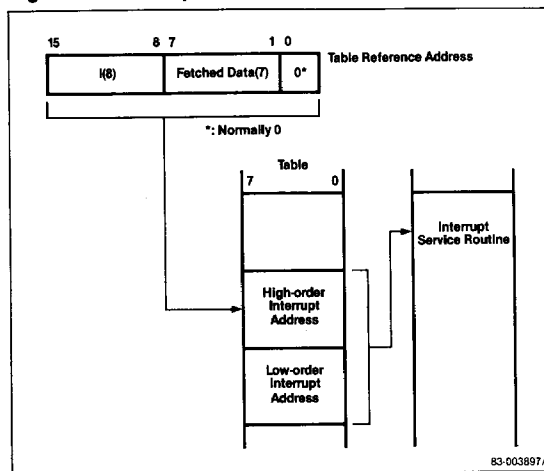 15 8 7 1 0
I(8) Fetched Data(7) 0*
Table Reference Address
*: Normally 0
Table
7 0
Interrupt
Service Routine
High-order
Interrupt
Address
Low-order
Interrupt
Address
83-003897A